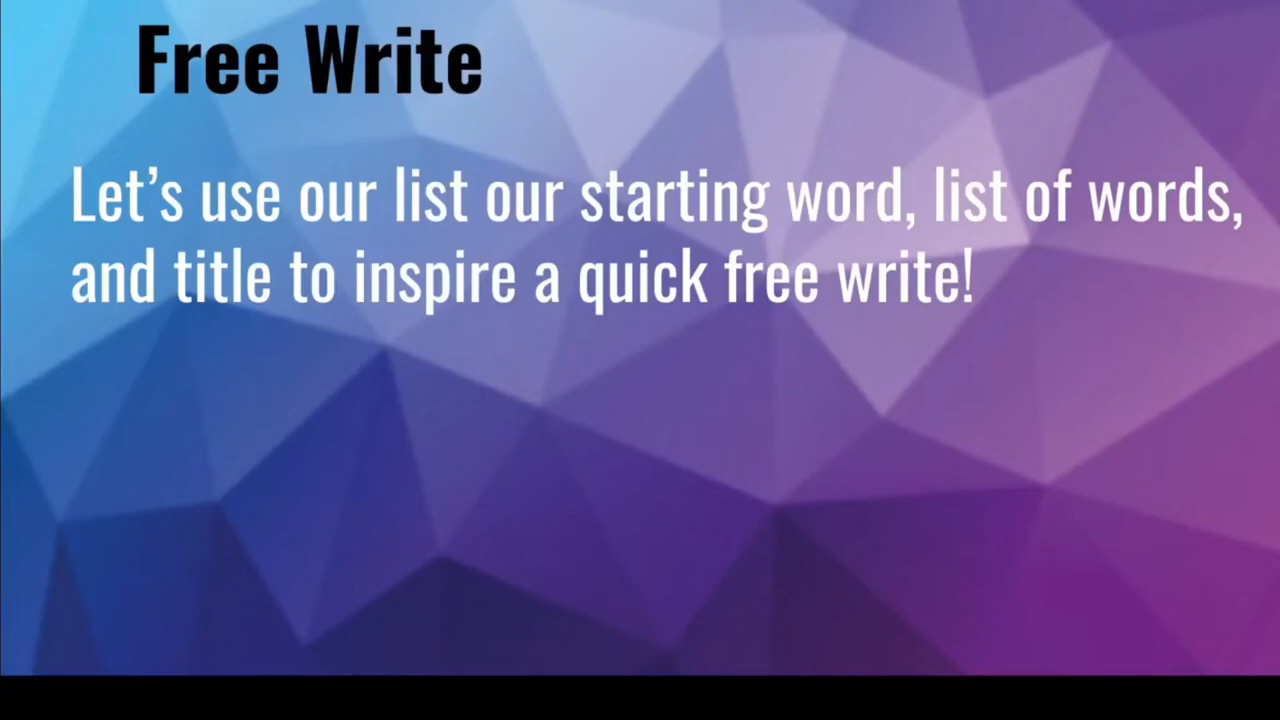 Free Write
Let’s use our list our starting word, list of words,
and title to inspire a quick free write!